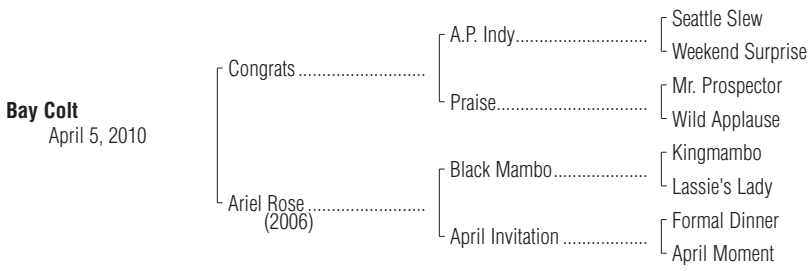 Seattle Slew
A.P. Indy..............................
Weekend Surprise
Congrats ..........................
Mr. Prospector
Praise..................................
Wild Applause
Bay Colt
April 5, 2010
Kingmambo
Black Mambo.....................
Lassie's Lady
Ariel Rose ........................
(2006)
Formal Dinner
April Invitation ...................
April Moment